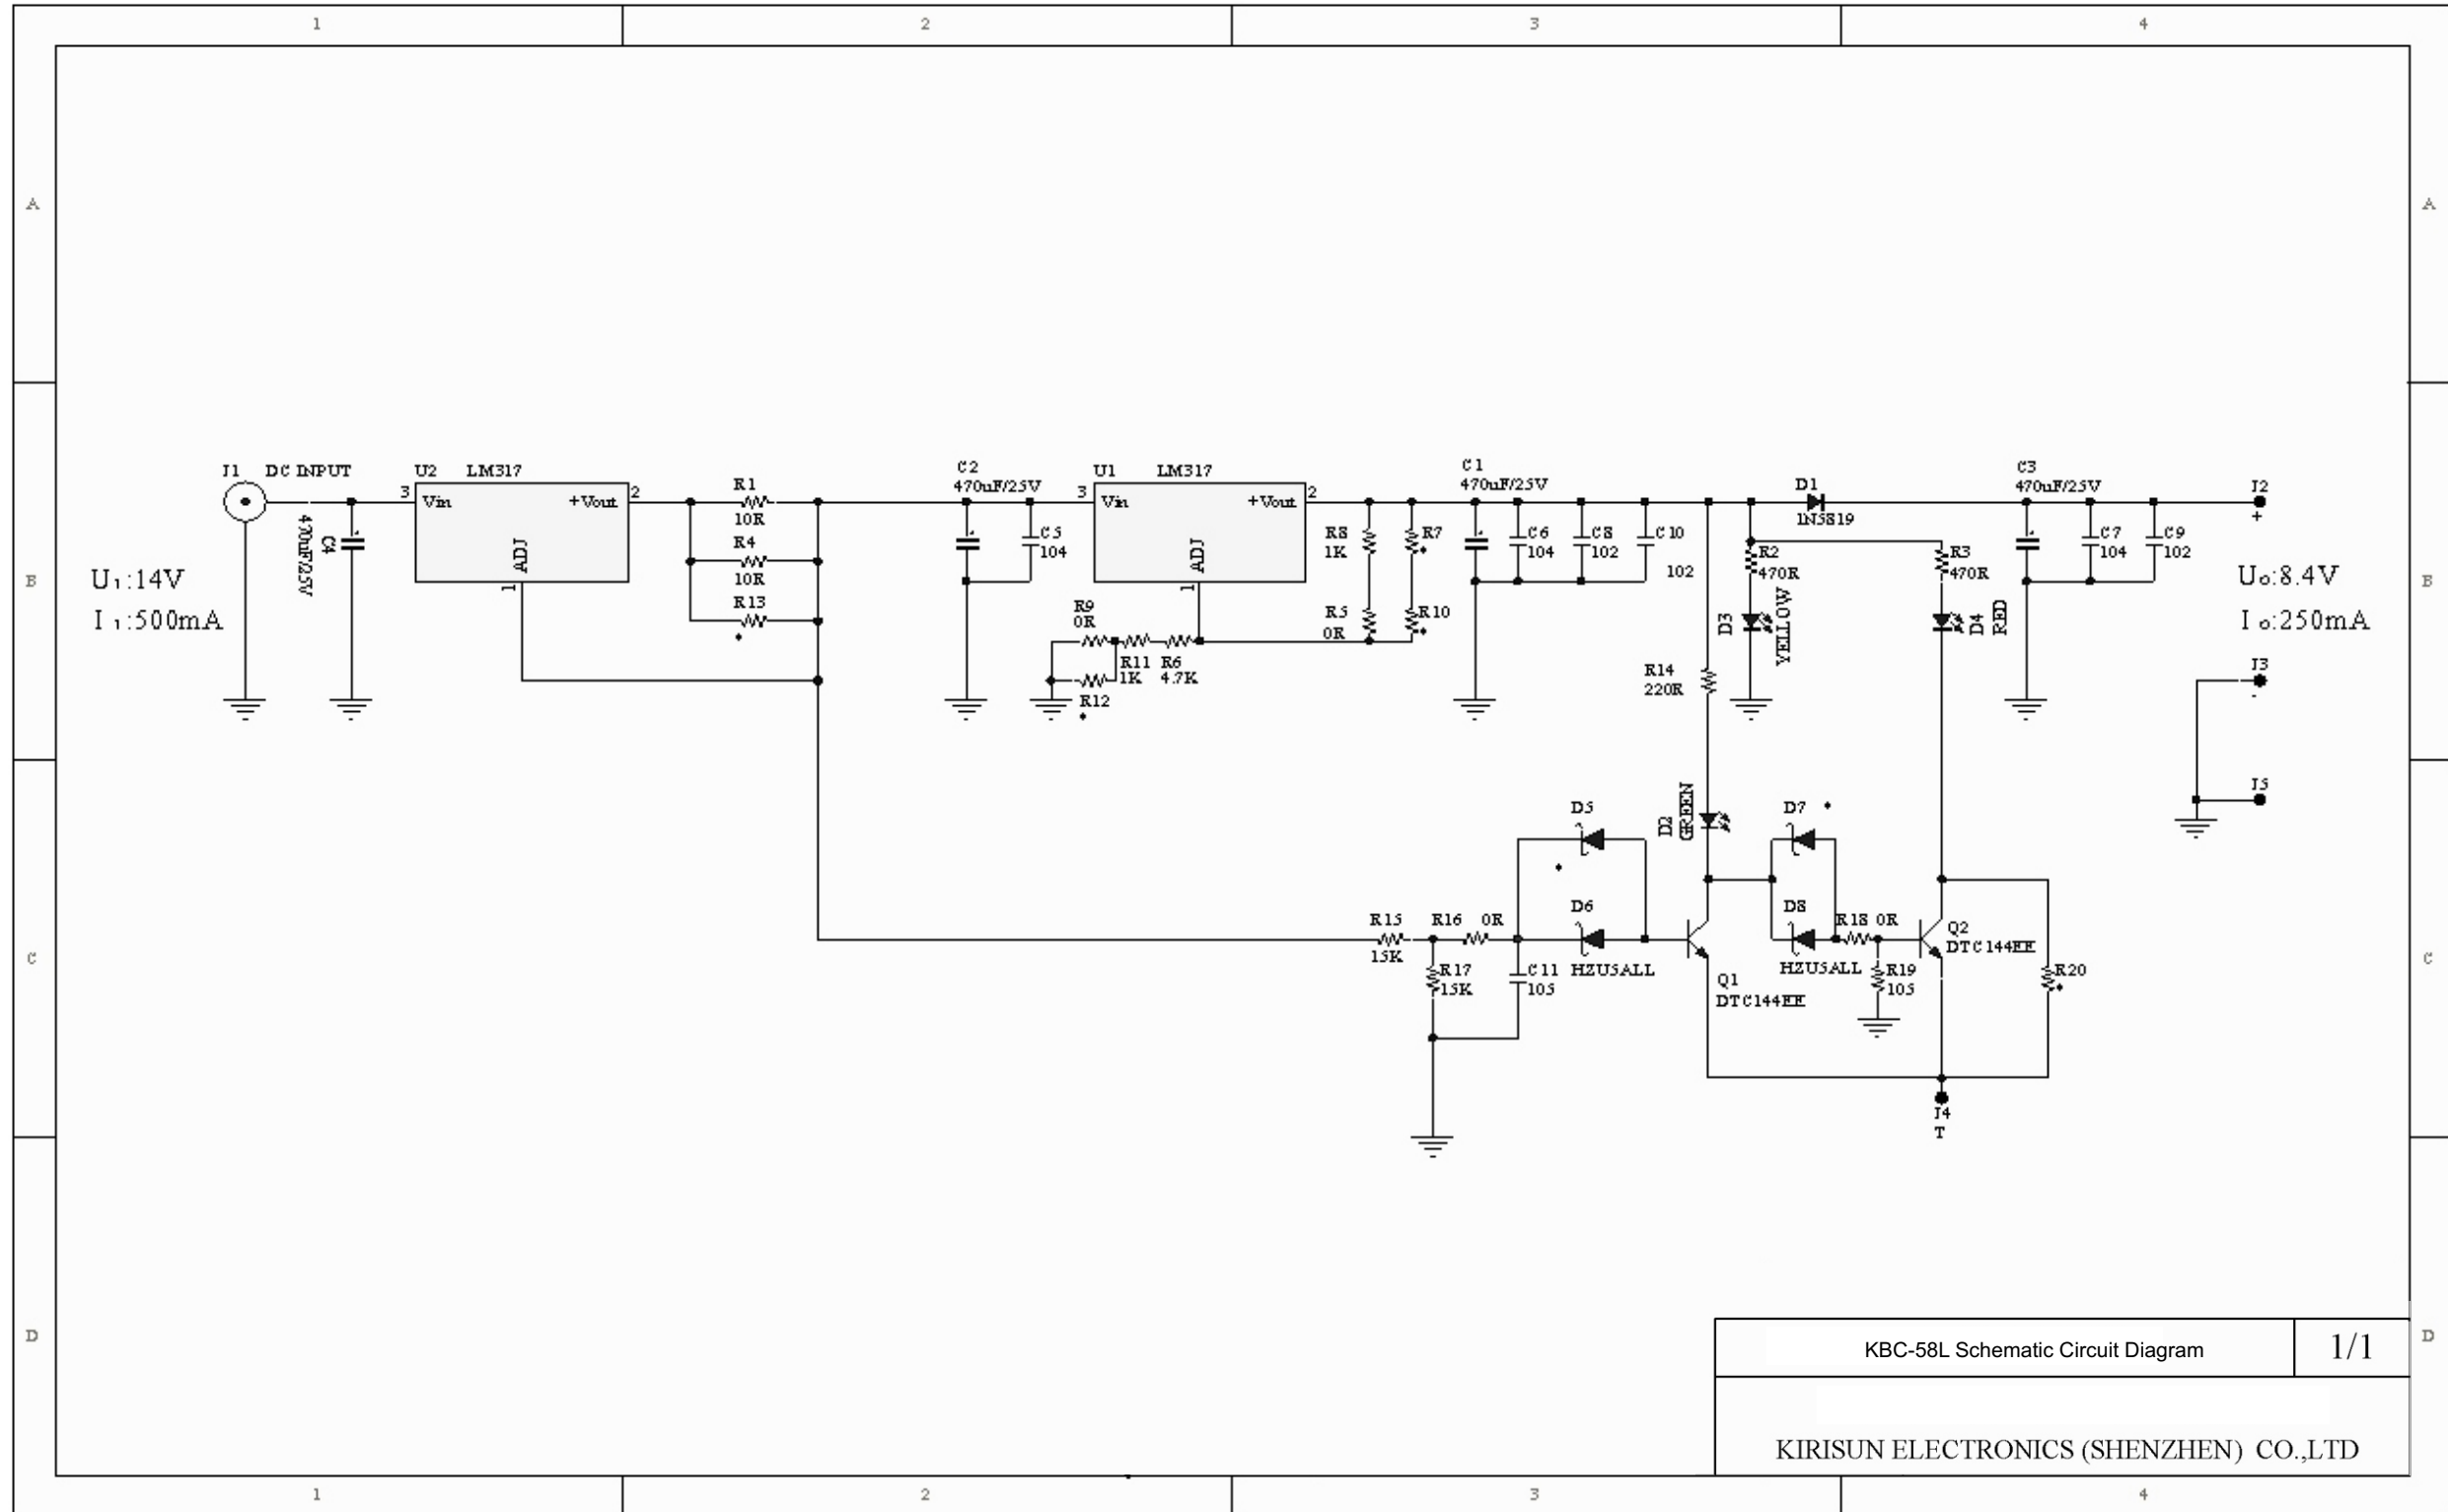 1 2 3 4
A A
J1 DC INPUT U2 LM317 C2 U1 LM317 C1 C3
470uF/25V 470uF/25V 470uF/25V
3 Vin +Vout 2 R1 3 Vin +Vout 2 D1 J2
10R 1N5819 +
470uF/25V C4 ADJ 1 R4 C5 ADJ 1 R8 R7 C6 C8 C10 R2 R3 C7 C9
10R 104 1K 104 102 102 470R 470R 104 102
B U1:14V R13 Uo:8.4V B
I1:500mA R9 R5 R10 D3 YELLOW D4 RED Io:250mA
0R 0R
R11 R6 R14 J3
1K 4.7K 220R -
R12
J5
D5 D2 GREEN D7
D6 D8
R15 R16 0R R18 0R Q2
15K DTC144EE
C R17 C11 HZU5ALL HZU5ALL R19 R20 C
15K 105 Q1 105
DTC144EE
J4
T
D D
KBC-58L Schematic Circuit Diagram 1/1
KIRISUN ELECTRONICS (SHENZHEN) CO.,LTD
1 2 3 4